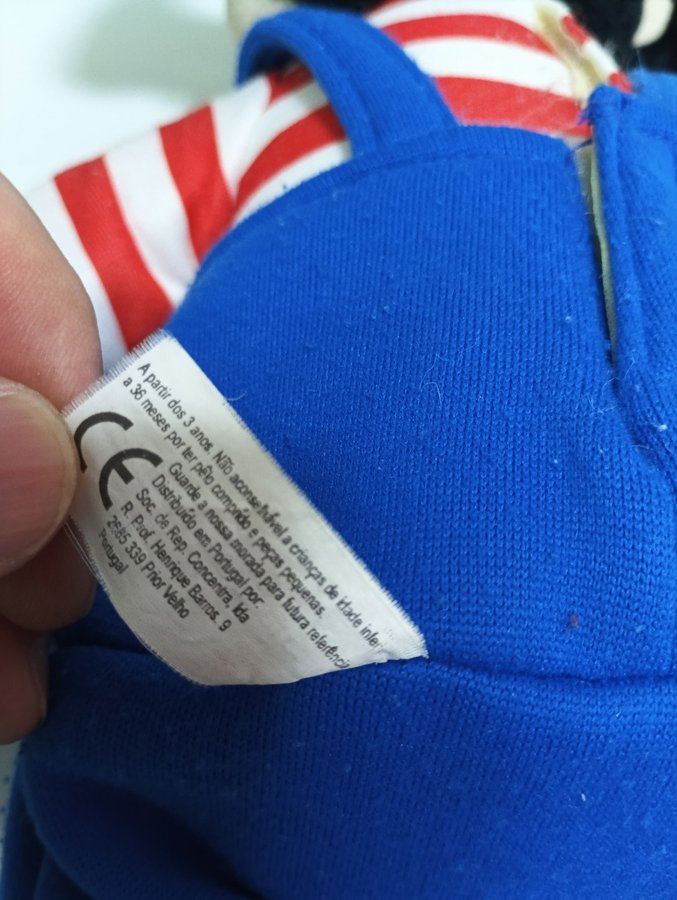 A partir dos 3 anos. Não aconselhável a crianças de idade infer
a 36 meses por ter pêlo comprido e peças pequenas.
Guarde a nossa morada para futura referência
Distribuído em Portugal por:
Soc. de Rep. Concentra, lda
R. Prof. Henrique Barros, 9
2685 339 Prior Velho
Portugal
CE